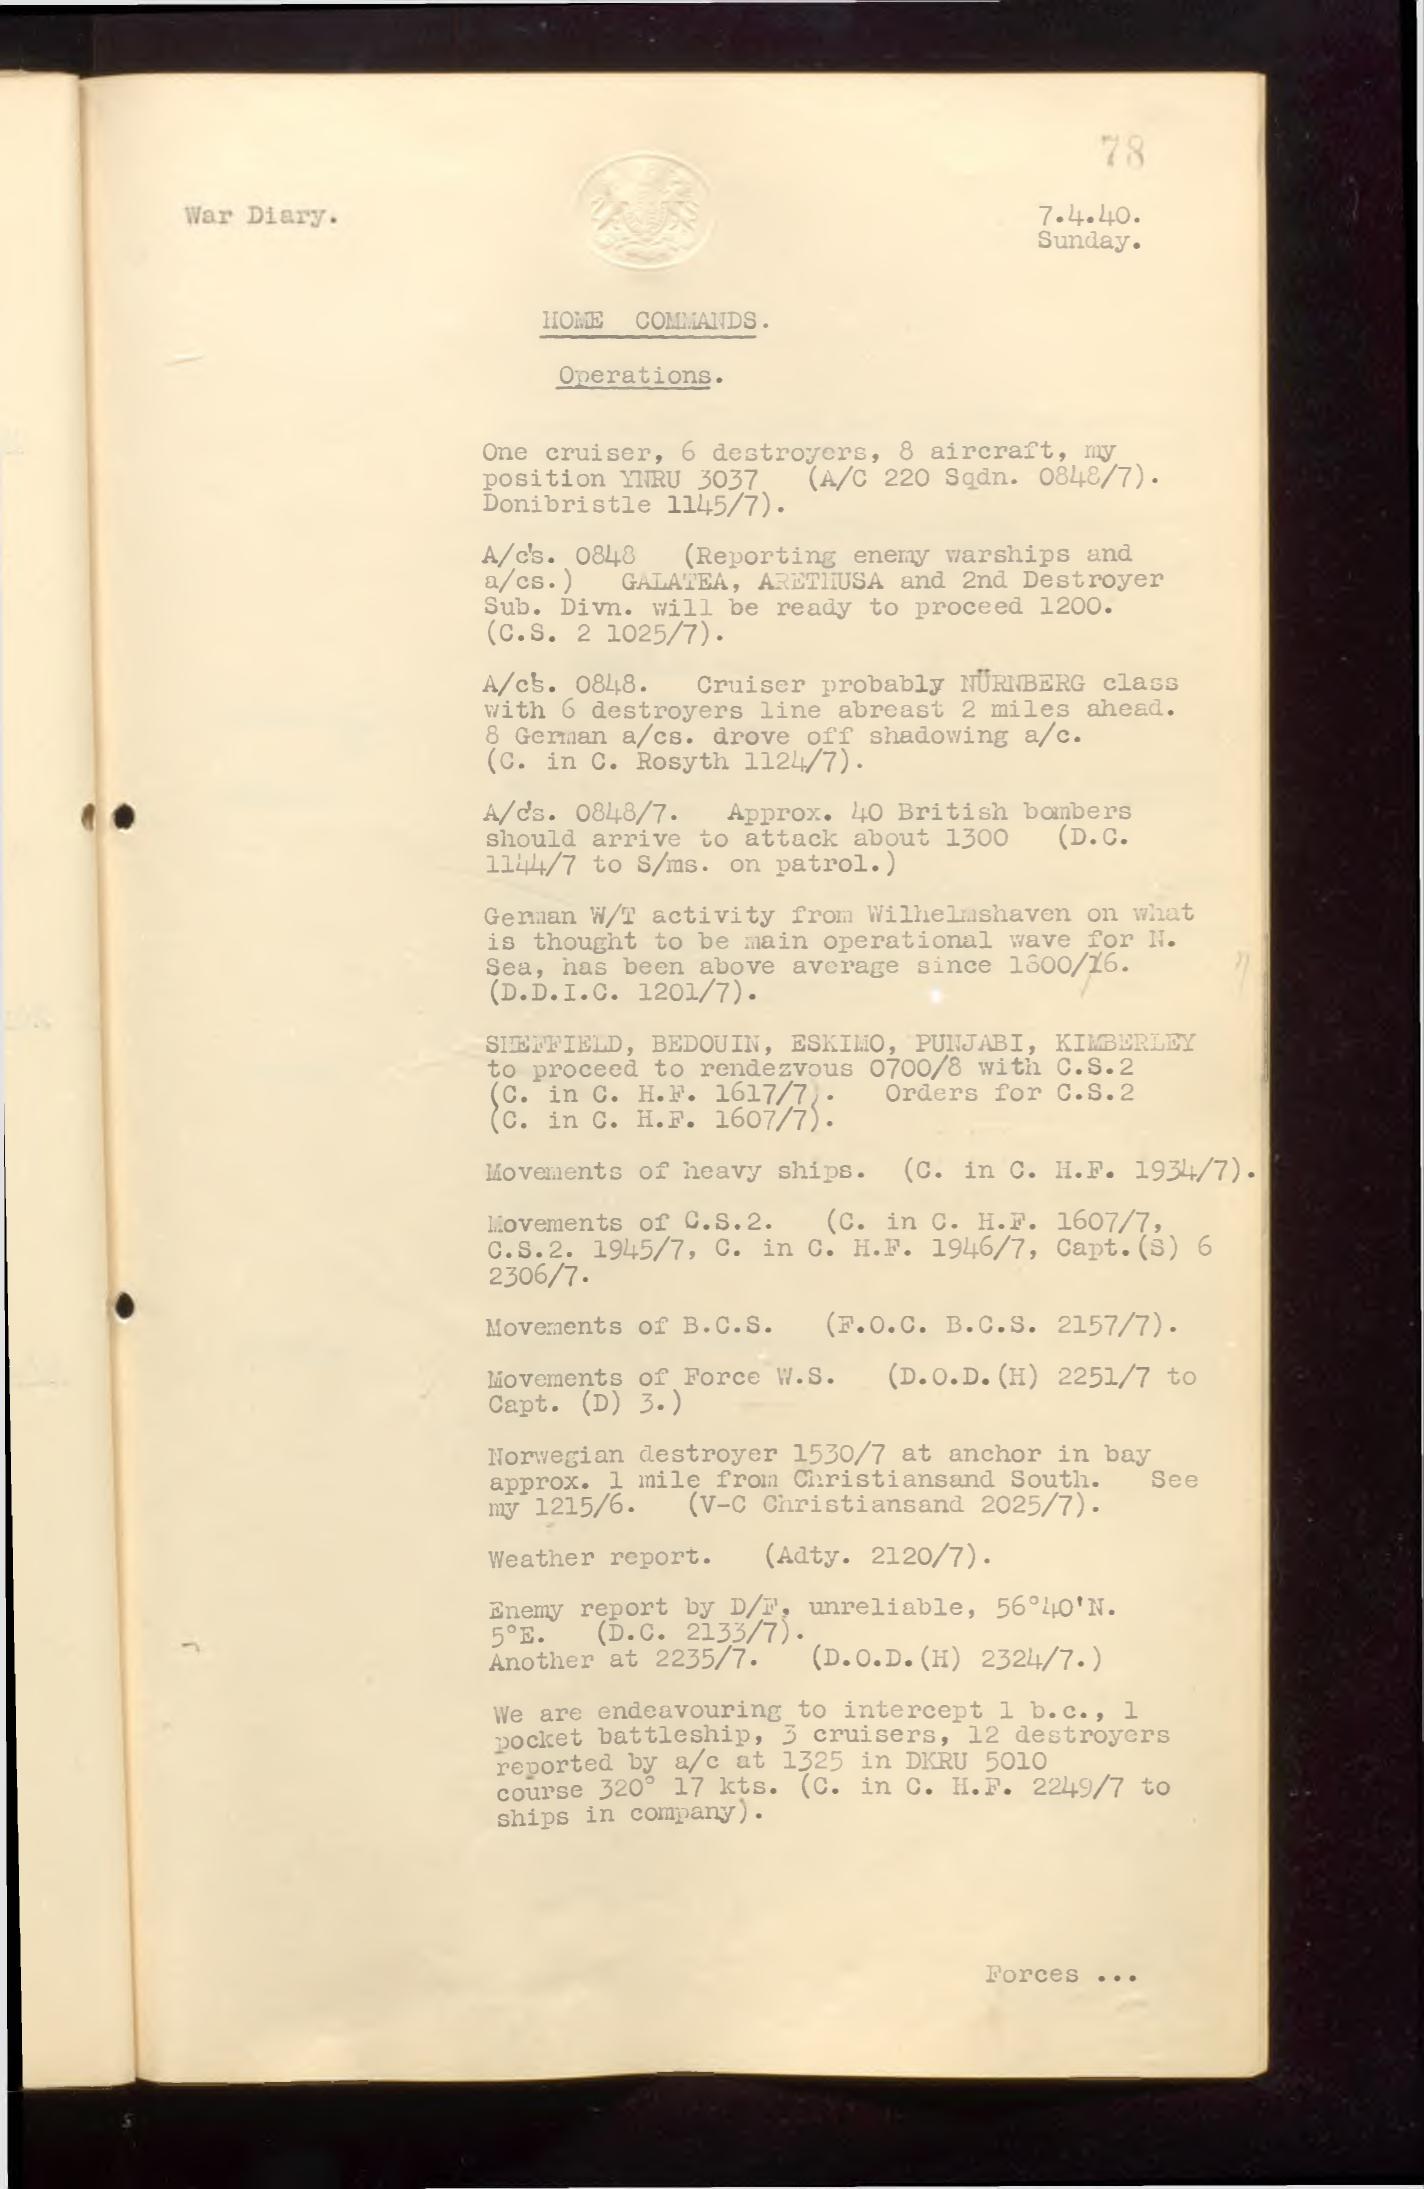 78
War Diary.
7.4.40.
Sunday.
HOME COMMANDS.
Operations.
One cruiser, 6 destroyers, 8 aircraft, my
position YNRU 3037 (A/C 220 Sqdn. 0848/7).
Donibristle 1145/7).
A/c's. 0848 (Reporting enemy warships and
a/cs.) GALATEA, ARETHUSA and 2nd Destroyer
Sub. Divn. will be ready to proceed 1200.
(C.S. 2 1025/7).
A/c's. 0848. Cruiser probably NÜRNBERG class
with 6 destroyers line abreast 2 miles ahead.
8 German a/cs. drove off shadowing a/c.
(C. in C. Rosyth 1124/7).
A/c's. 0848/7. Approx. 40 British bombers
should arrive to attack about 1300 (D.C.
1144/7 to S/ms. on patrol.)
German W/T activity from Wilhelmshaven on what
is thought to be main operational wave for N.
Sea, has been above average since
(D.D.I.C. 1201/7).
SHEFFIELD, BEDOUIN, ESKIMO, PUNJABI, KIMBERLEY
to proceed to rendezvous 0700/8 with C.S.2
(C. in C. H.F. 1617/7). Orders for C.S.2
(C. in C. H.F. 1607/7).
Movements of heavy ships. (C. in C. H.F. 1934/7).
Movements of C.S.2. (C. in C. H.F. 1607/7,
C.S.2. 1945/7, C. in C. H.F. 1946/7, Capt.(S) 6
2306/7.
Movements of B.C.S. (F.O.C. B.C.S. 2157/7).
Movements of Force W.S. (D.O.D.(H) 2251/7 to
Capt. (D) 3.)
Norwegian destroyer 1530/7 at anchor in bay
approx. 1 mile from Christiansand South. See
my 1215/6. (V-C Christiansand 2025/7).
Weather report. (Adty. 2120/7).
Enemy report by D/F, unreliable, 56°40'N.
5°E. (D.C. 2133/7).
Another at 2235/7. (D.O.D.(H) 2324/7.)
We are endeavouring to intercept 1 b.c., 1
pocket battleship, 3 cruisers, 12 destroyers
reported by a/c at 1325 in DKRU 5010
course 320° 17 kts. (C. in C. H.F. 2249/7 to
ships in company).
Forces ...